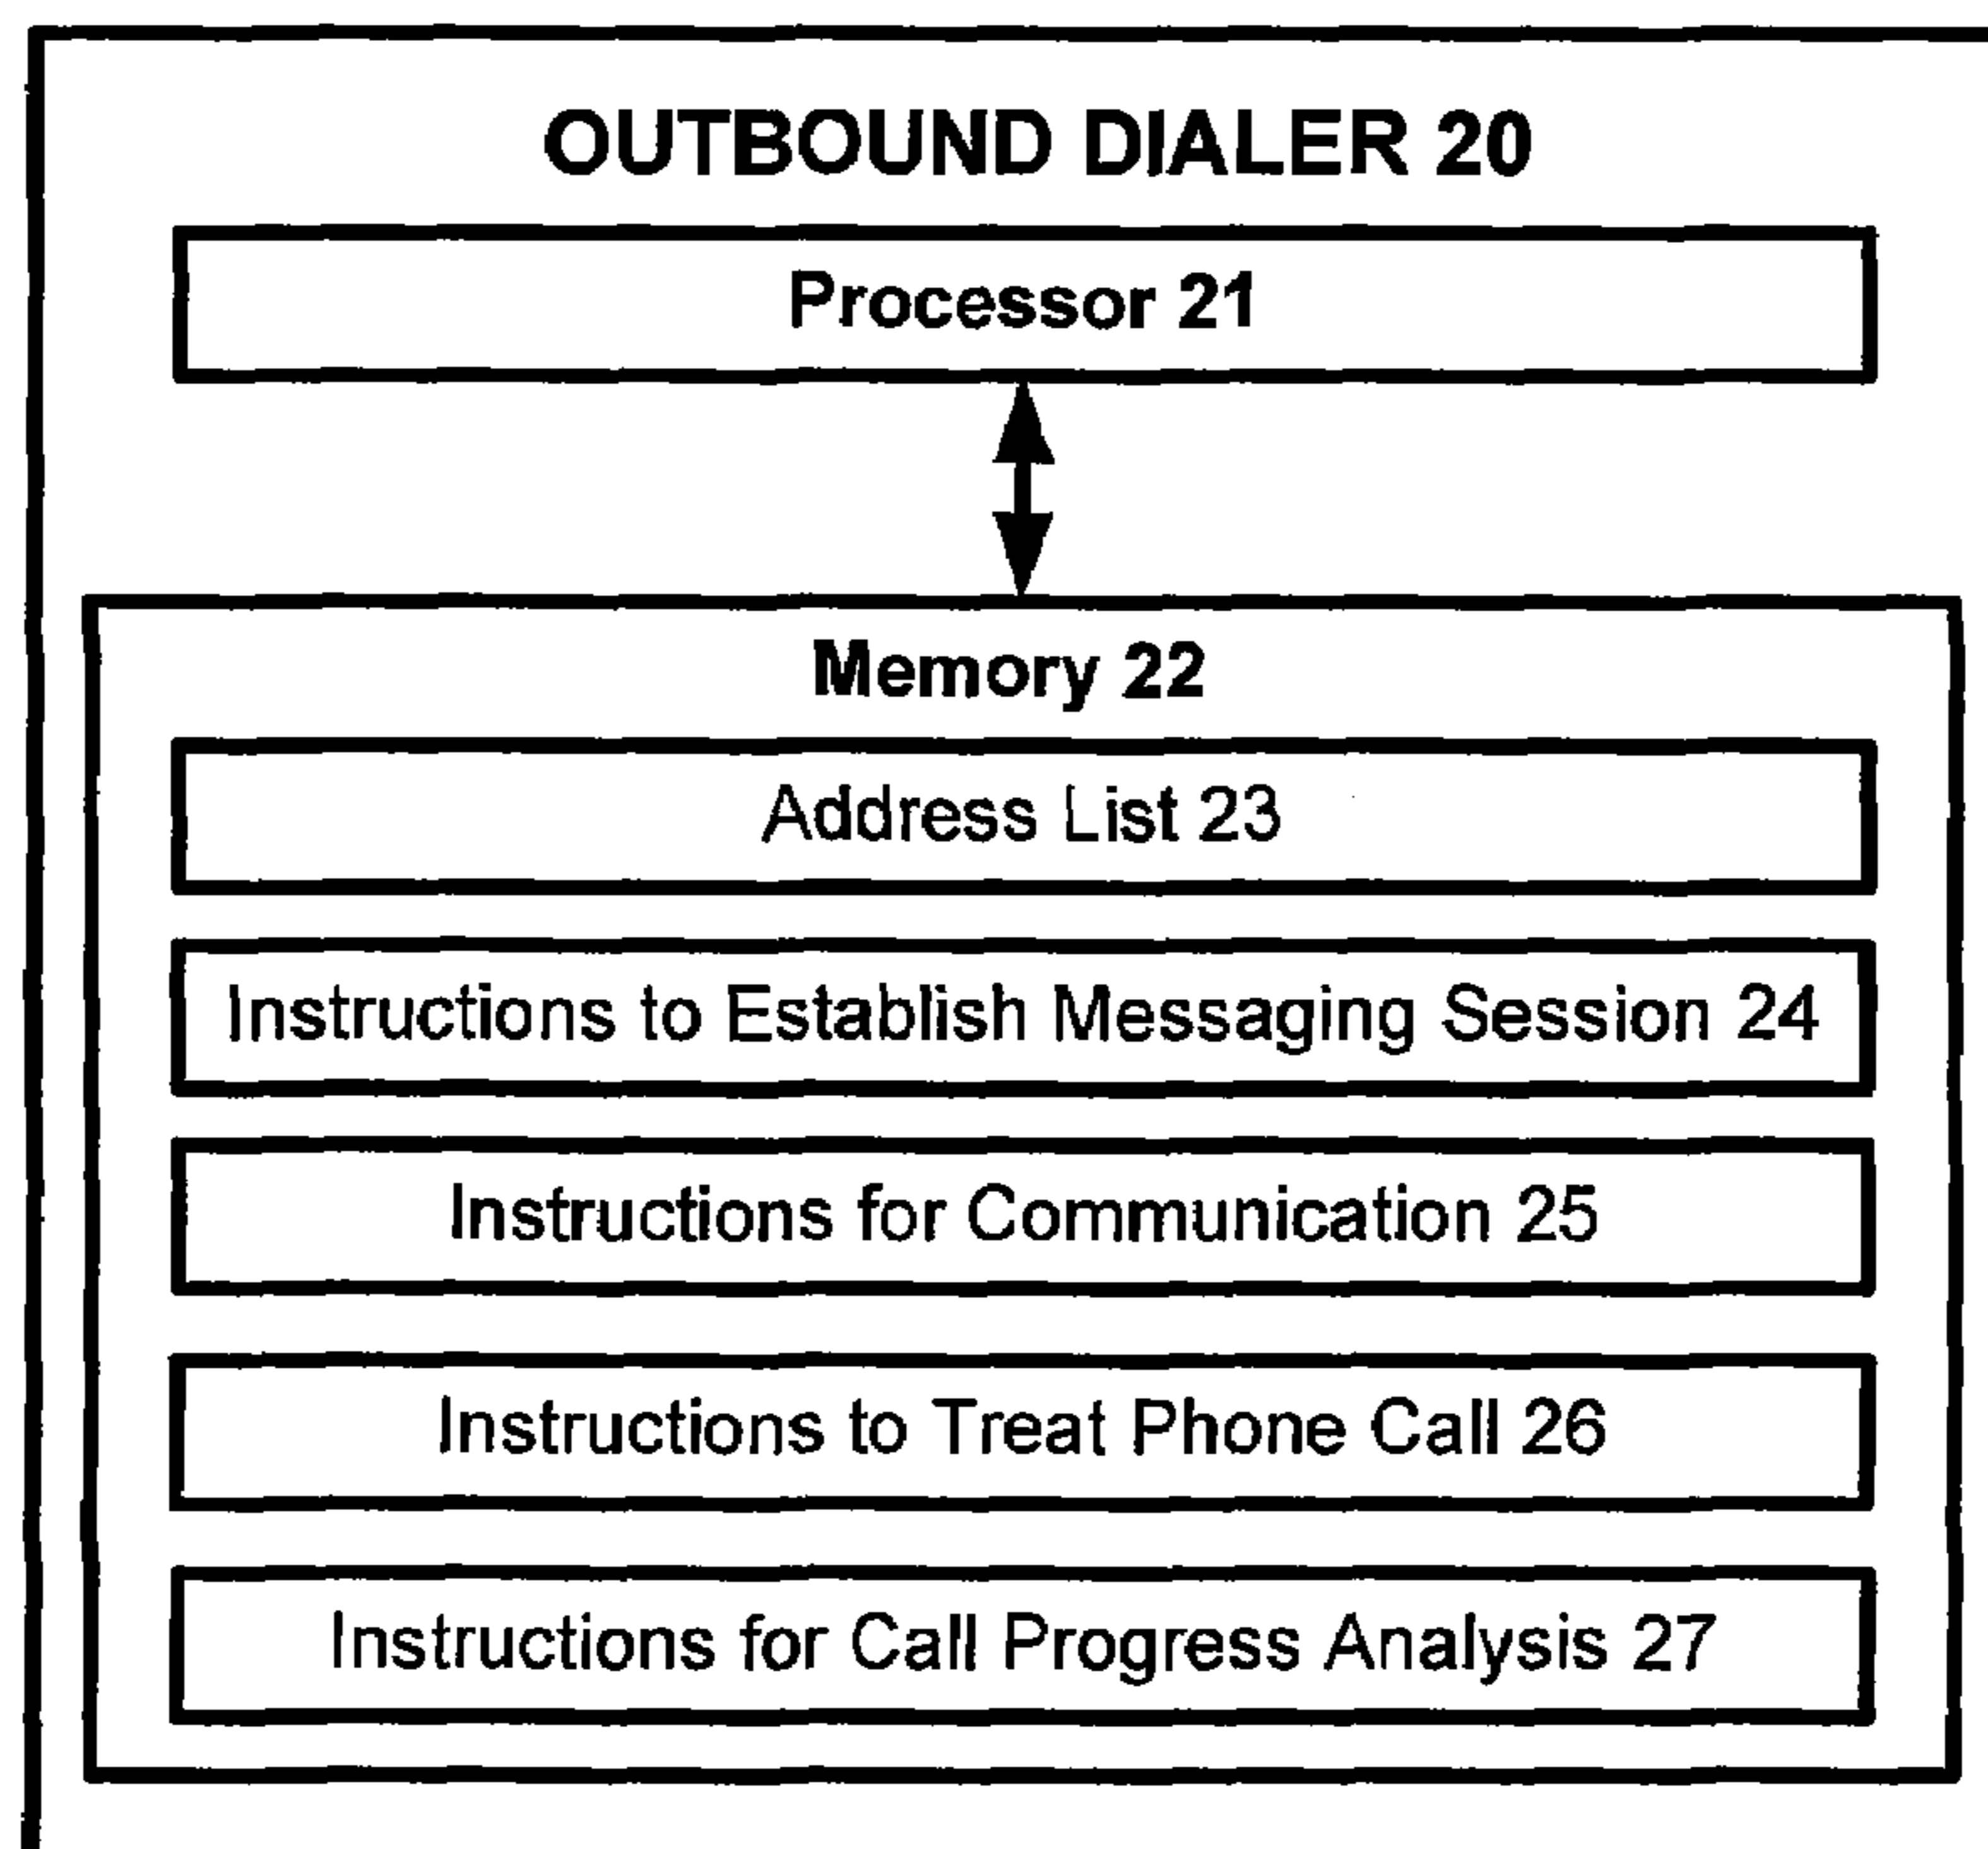 OUTBOUND DIALER 20
Processor 21
Memory 22
Address List 23
Instructions to Establish Messaging Session 24
Instructions for Communication 25
Instructions to Treat Phone Call 26
Instructions for Call Progress Analysis 27